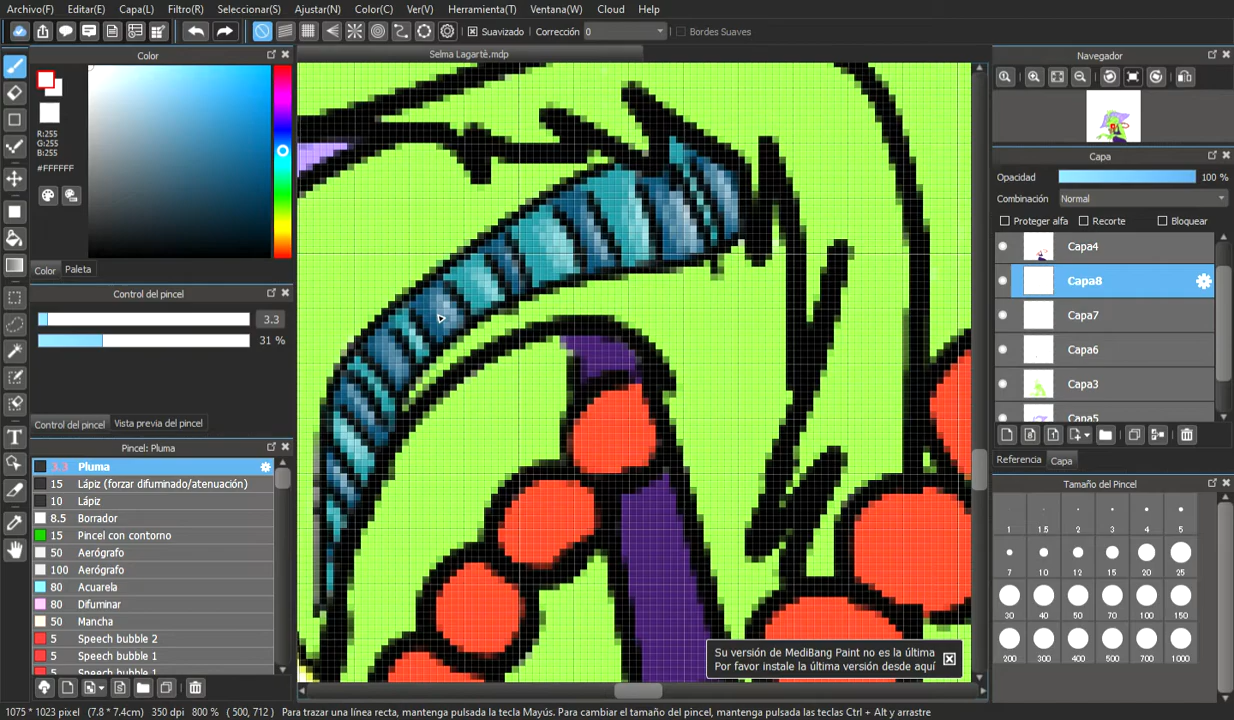 Archivo(F) Editar(E) Capa(L) Filtro(R) Seleccionar(S) Ajustar(N) Color(C) Ver(V) Herramienta(T) Ventana(W) Cloud Help
Suavizado Corrección 0 Bordes Suaves
Color
R:255
G:255
B:255
#FFFFFF
Color Paleta
Control del pincel
3.3
31 %
Control del pincel Vista previa del pincel
Pincel: Pluma
3.3 Pluma
15 Lápiz (forzar difuminado/atenuación)
10 Lápiz
8.5 Borrador
15 Pincel con contorno
50 Aerógrafo
100 Aerógrafo
80 Acuarela
80 Difuminar
50 Mancha
5 Speech bubble 2
5 Speech bubble 1
5 Speech bubble 1
Selma Lagartè.mdp
Su versión de MediBang Paint no es la última
Por favor instale la última versión desde aquí
Navegador
Capa
Opacidad 100 %
Combinación Normal
Proteger alfa Recorte Bloquear
Capa4
Capa8
Capa7
Capa6
Capa3
Capa5
Referencia Capa
Tamaño del Pincel
1 1.5 2 3 4 5
7 10 12 15 20 25
30 40 50 70 100 150
200 300 400 500 700 1000
1075 * 1023 pixel (7.8 * 7.4cm) 350 dpi 800 % ( 500, 712 ) Para trazar una línea recta, mantenga pulsada la tecla Mayús. Para cambiar el tamaño del pincel, mantenga pulsadas las teclas Ctrl + Alt y arrastre